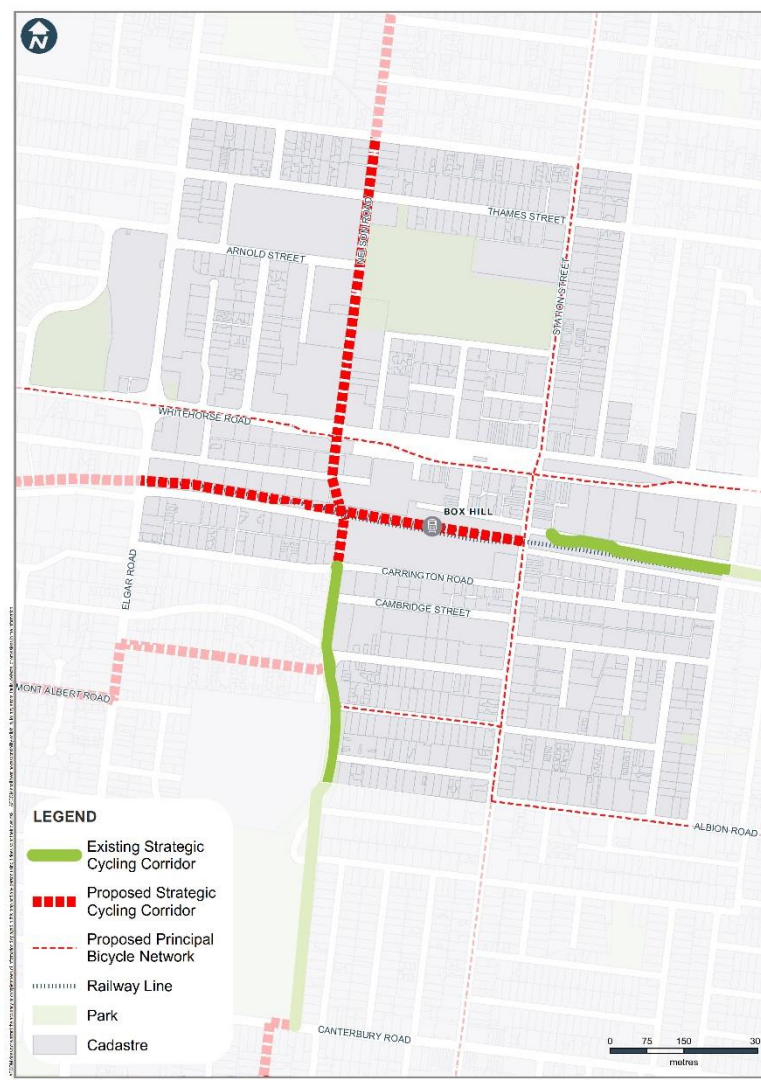 N
THAMES STREET
NELSON ROAD
ARNOLD STREET
STATION STREET
WHITEHORSE ROAD
BOX HILL
CARRINGTON ROAD
ELGAR ROAD
CAMBRIDGE STREET
MONT ALBERT ROAD
ALBION ROAD
LEGEND
Existing Strategic
Cycling Corridor
Proposed Strategic
Cycling Corridor
Proposed Principal
Bicycle Network
Railway Line
Park
Cadastre
CANTERBURY ROAD
0 75 150 30
metres